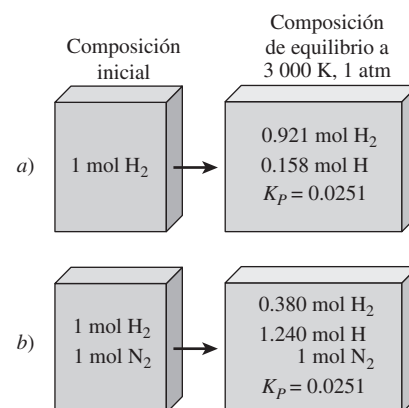 Composición
inicial
Composición
de equilibrio a
3 000 K, 1 atm
a)
1 mol H₂
0.921 mol H₂
0.158 mol H
K_P = 0.0251
b)
1 mol H₂
1 mol N₂
0.380 mol H₂
1.240 mol H
1 mol N₂
K_P = 0.0251